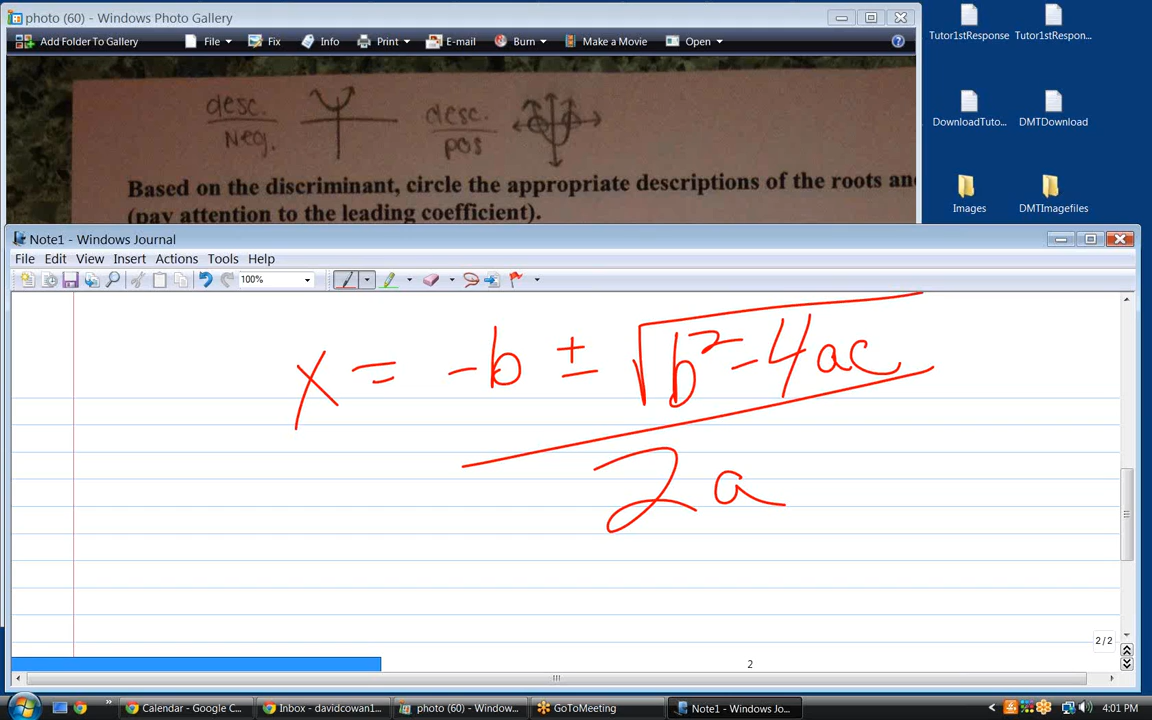 photo (60) - Windows Photo Gallery
Add Folder To Gallery File Fix Info Print E-mail Burn Make a Movie Open
Tutor1stResponse Tutor1stRespon...
desc. desc.
Neg. pos
DownloadTuto... DMTDownload
Based on the discriminant, circle the appropriate descriptions of the roots an
(pay attention to the leading coefficient).
Images DMTImagefiles
Note1 - Windows Journal
File Edit View Insert Actions Tools Help
100%
x = -b ± √b²-4ac
2a
2/2
2
Calendar - Google C... Inbox - davidcowan1... photo (60) - Window... GoToMeeting Note1 - Windows Jo... 4:01 PM